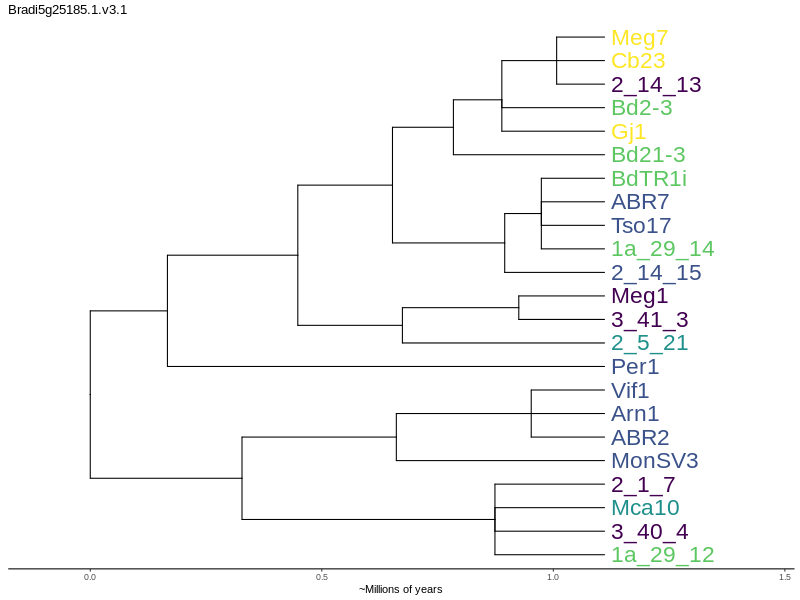 Bradi5g25185.1.v3.1
Meg7
Cb23
2_14_13
Bd2-3
Gj1
Bd21-3
BdTR1i
ABR7
Tso17
1a_29_14
2_14_15
Meg1
3_41_3
2_5_21
Per1
Vif1
Arn1
ABR2
MonSV3
2_1_7
Mca10
3_40_4
1a_29_12
0.0 0.5 1.0 1.5
~Millions of years